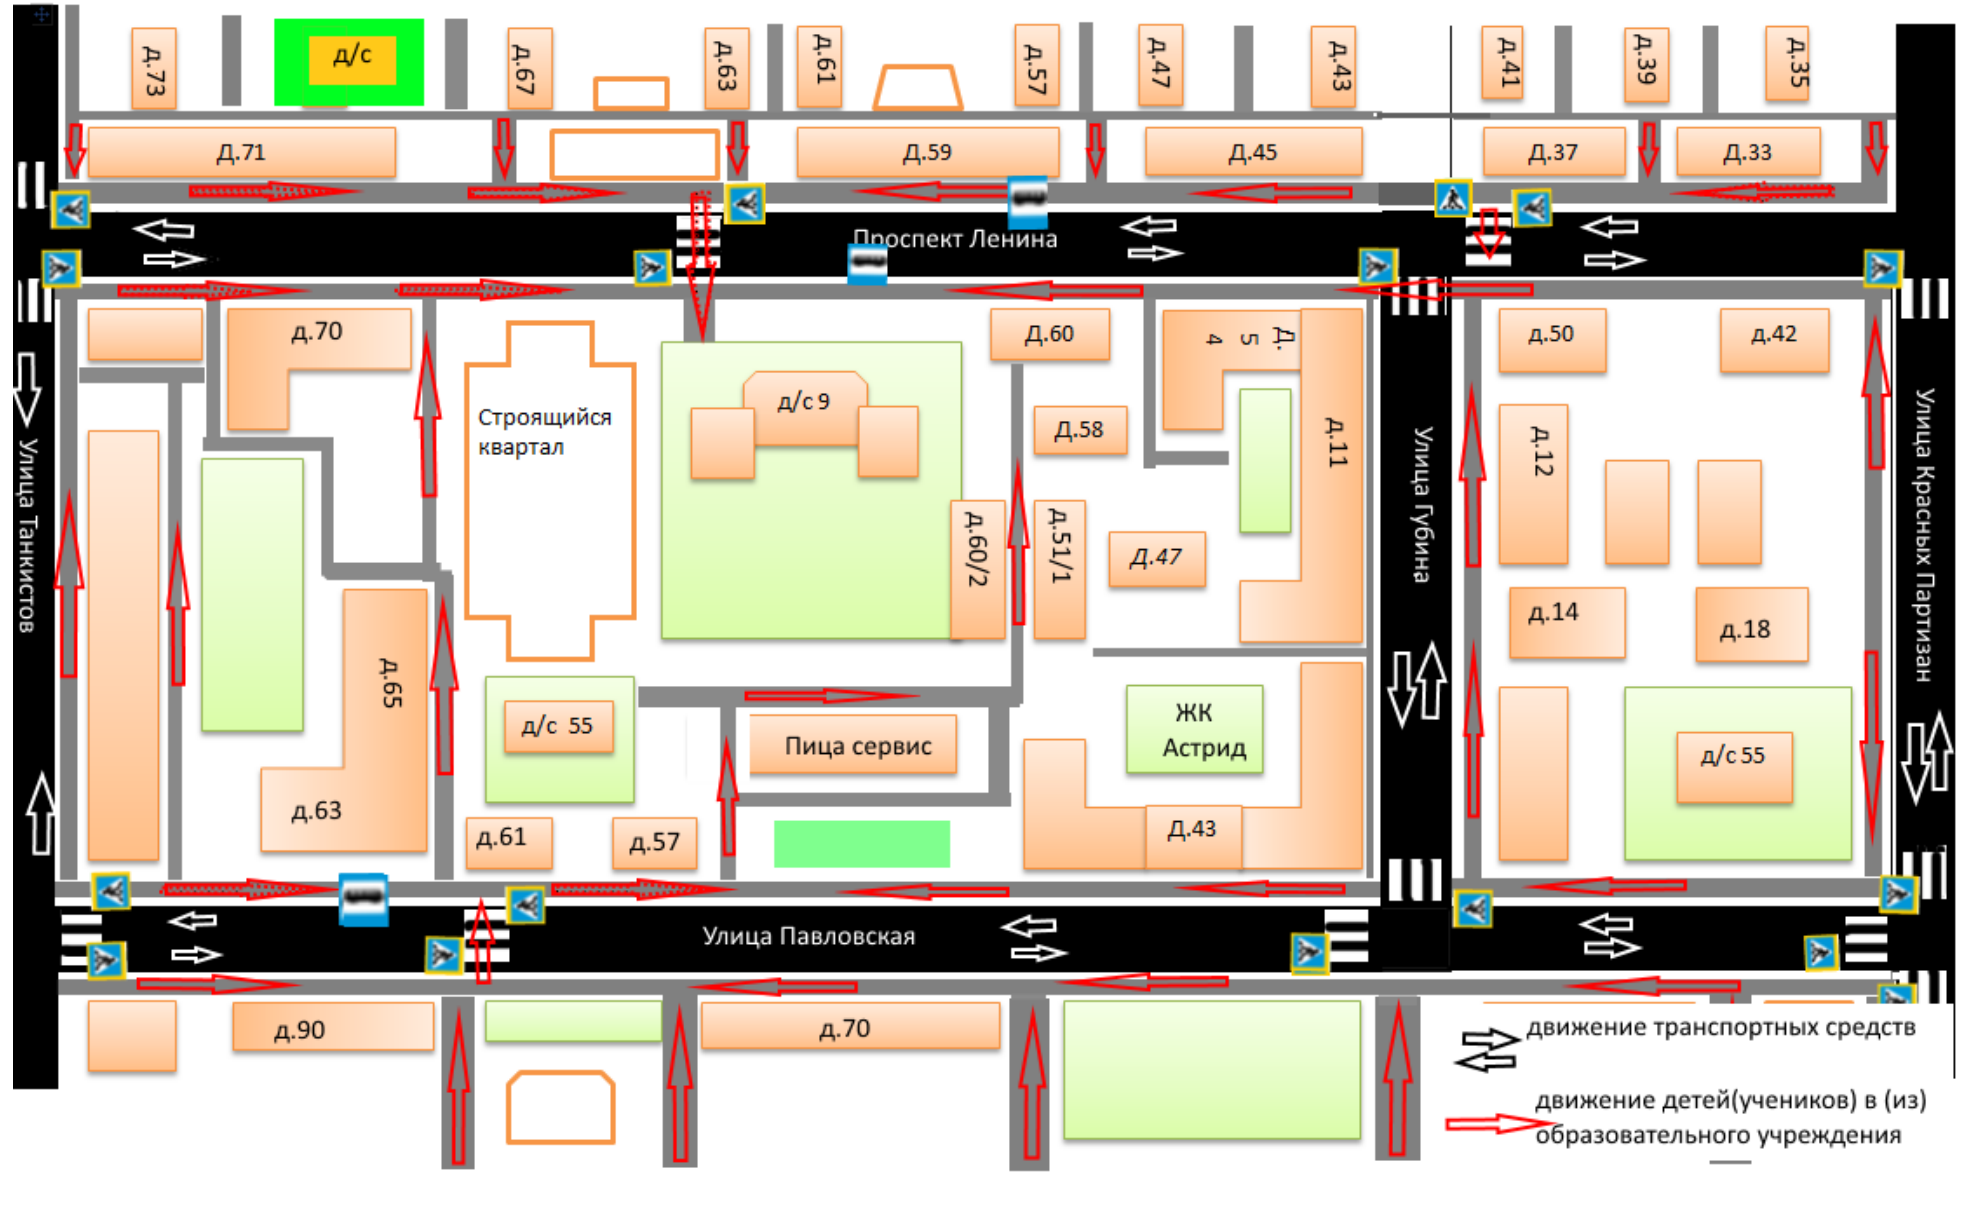 д.73
д/с
д.67
д.63
д.61
д.57
д.47
д.43
д.41
д.39
д.35
Д.71
Д.59
Д.45
Д.37
Д.33
Проспект Ленина
д.70
Строящийся
квартал
д/с 9
Д.60
Д.
5
4
д.50
д.42
Д.58
д.11
д.12
Улица Танкистов
д.60/2
д.51/1
Д.47
Улица Губина
Улица Красных Партизан
д.14
д.18
д.65
д/с 55
Пица сервис
ЖК
Астрид
д/с 55
д.63
д.61
д.57
Д.43
Улица Павловская
д.90
д.70
движение транспортных средств
движение детей(учеников) в (из)
образовательного учреждения